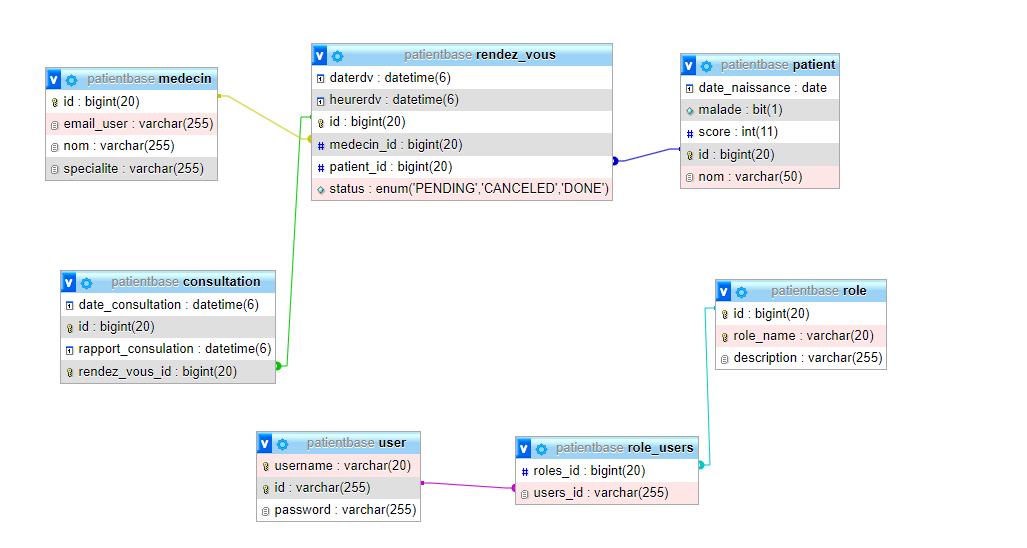 patientbase medecin
id : bigint(20)
email_user : varchar(255)
nom : varchar(255)
specialite : varchar(255)
patientbase rendez_vous
daterdv : datetime(6)
heurerdv : datetime(6)
id : bigint(20)
medecin_id : bigint(20)
patient_id : bigint(20)
status : enum('PENDING','CANCELED','DONE')
patientbase patient
date_naissance : date
malade : bit(1)
score : int(11)
id : bigint(20)
nom : varchar(50)
patientbase consultation
date_consultation : datetime(6)
id : bigint(20)
rapport_consulation : datetime(6)
rendez_vous_id : bigint(20)
patientbase role
id : bigint(20)
role_name : varchar(20)
description : varchar(255)
patientbase user
username : varchar(20)
id : varchar(255)
password : varchar(255)
patientbase role_users
roles_id : bigint(20)
users_id : varchar(255)